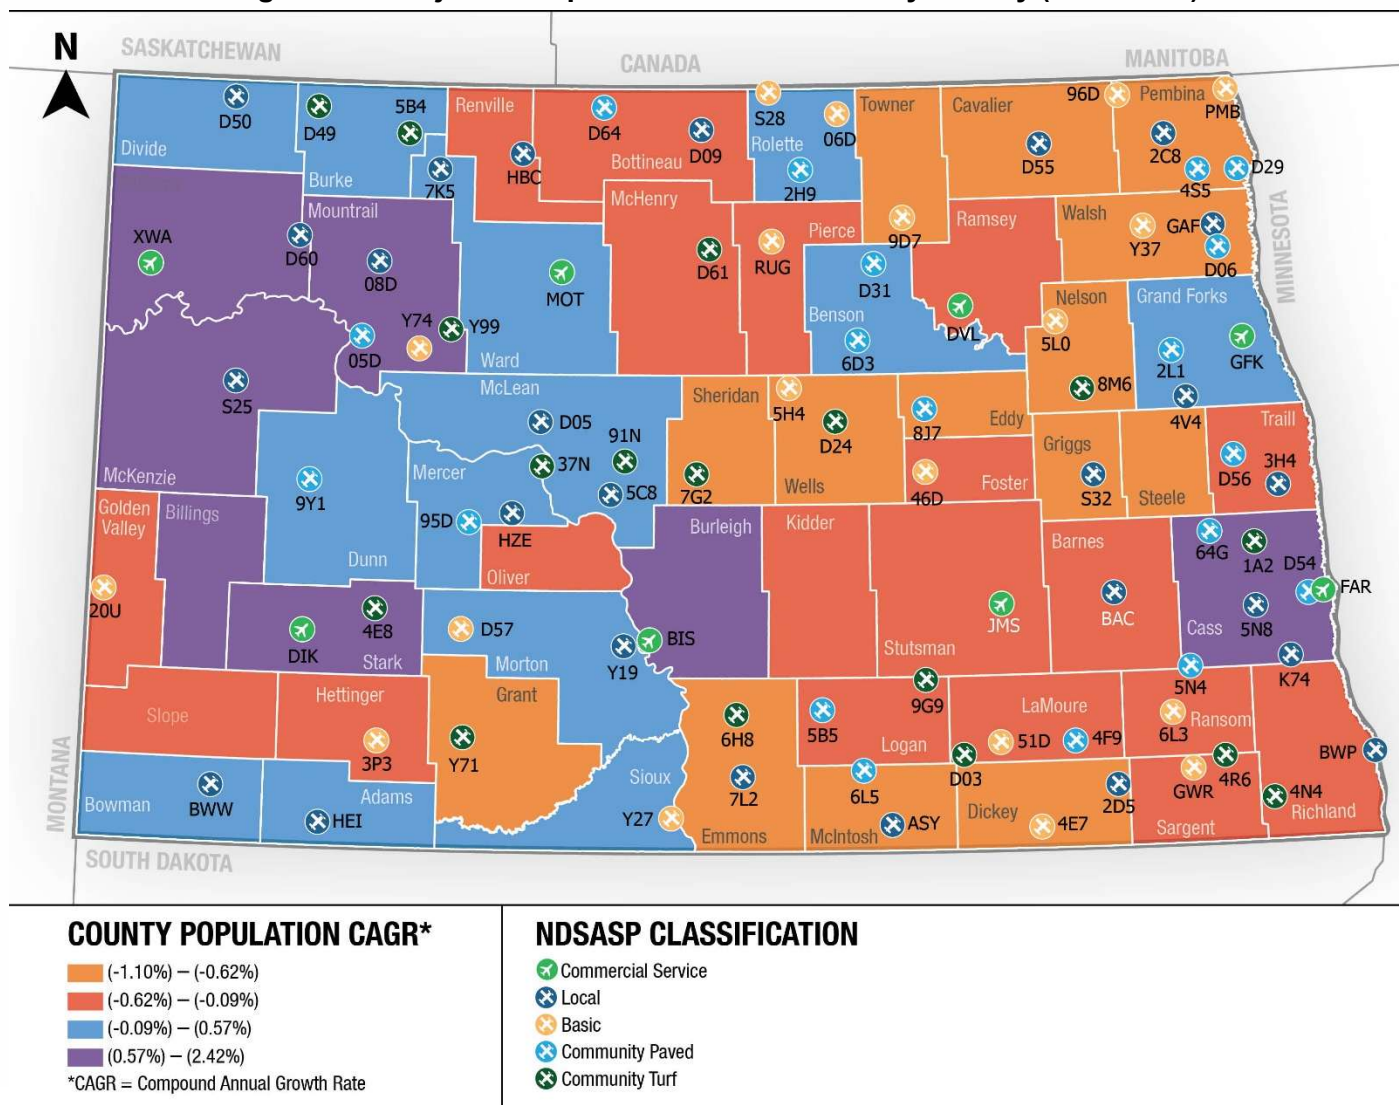 N
SASKATCHEWAN
CANADA
MANITOBA
D50
D49
5B4
Renville
D64
S28
06D
Towner
Cavalier
96D
Pembina
PMB
Divide
Burke
7K5
HBC
Bottineau
D09
Rolette
2H9
D55
2C8
4S5
D29
XWA
Mountrail
D60
08D
McHenry
D61
RUG
Pierce
9D7
Ramsey
Walsh
Y37
GAF
D06
MINNESOTA
MOT
D31
Benson
DVL
Nelson
Grand Forks
05D
Y74
Y99
Ward
6D3
5L0
2L1
GFK
S25
McLean
Sheridan
5H4
8M6
4V4
D05
91N
D24
8J7
Eddy
Griggs
Traill
McKenzie
9Y1
Mercer
37N
5C8
7G2
Wells
46D
Foster
S32
Steele
D56
3H4
Golden
Valley
Billings
95D
HZE
Burleigh
Kidder
Barnes
64G
1A2
D54
Dunn
Oliver
FAR
20U
4E8
DIK
Stark
D57
Morton
Y19
BIS
Stutsman
JMS
BAC
Cass
5N8
K74
Slope
Hettinger
Grant
9G9
LaMoure
5N4
3P3
Y71
6H8
5B5
Logan
51D
4F9
6L3
Ransom
BWP
MONTANA
Bowman
BWW
Adams
HEI
Sioux
Y27
7L2
Emmons
6L5
D03
McIntosh
ASY
Dickey
2D5
4E7
GWR
4R6
Sargent
4N4
Richland
SOUTH DAKOTA
COUNTY POPULATION CAGR*
(-1.10%) – (-0.62%)
(-0.62%) – (-0.09%)
(-0.09%) – (0.57%)
(0.57%) – (2.42%)
*CAGR = Compound Annual Growth Rate
NDSASP CLASSIFICATION
Commercial Service
Local
Basic
Community Paved
Community Turf